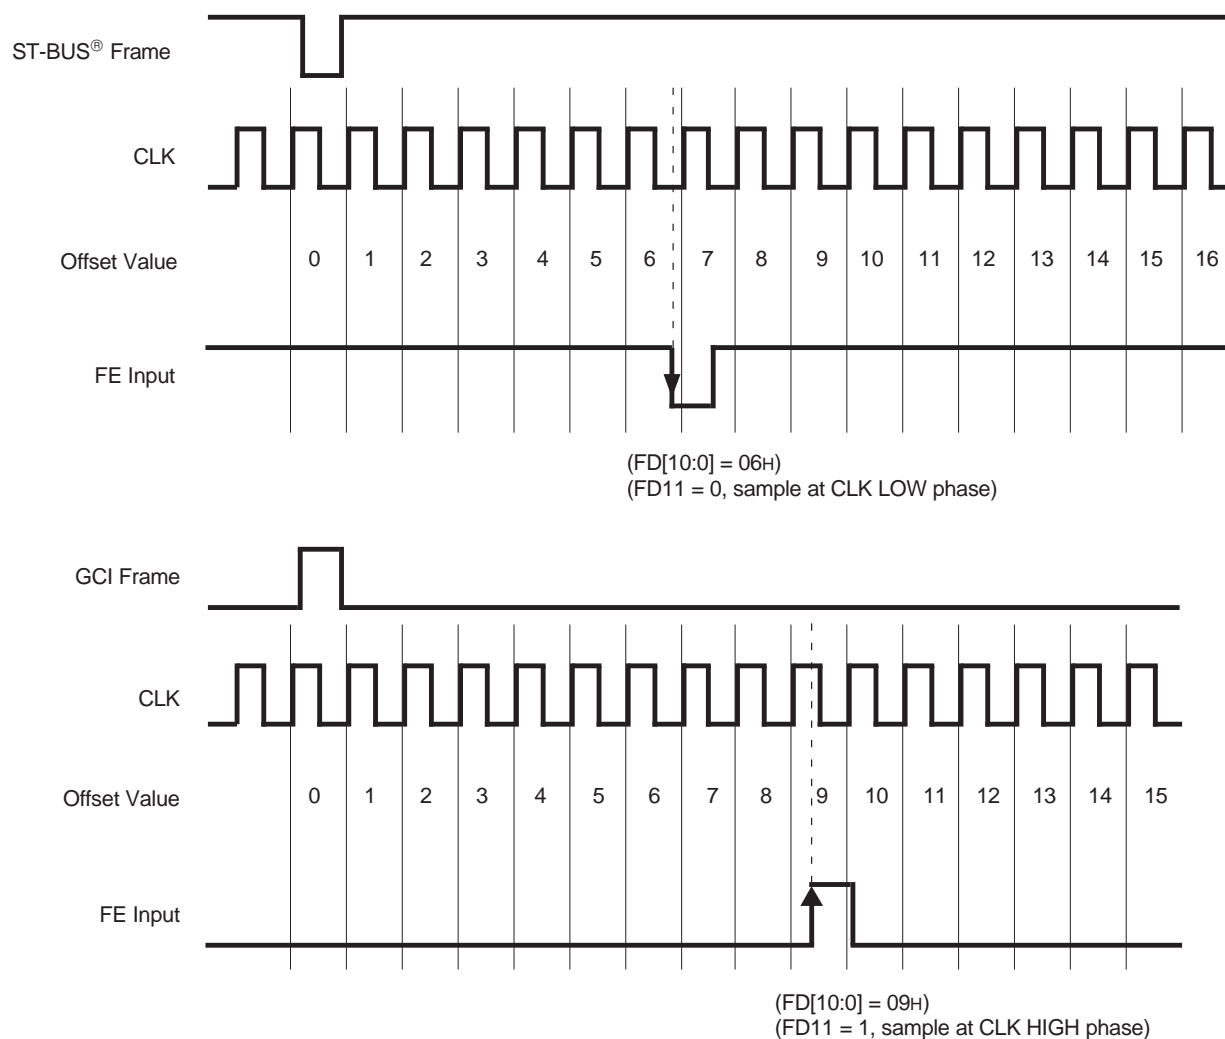 ST-BUS® Frame
CLK
Offset Value 0 1 2 3 4 5 6 7 8 9 10 11 12 13 14 15 16
FE Input
(FD[10:0] = 06H)
(FD11 = 0, sample at CLK LOW phase)
GCI Frame
CLK
Offset Value 0 1 2 3 4 5 6 7 8 9 10 11 12 13 14 15
FE Input
(FD[10:0] = 09H)
(FD11 = 1, sample at CLK HIGH phase)